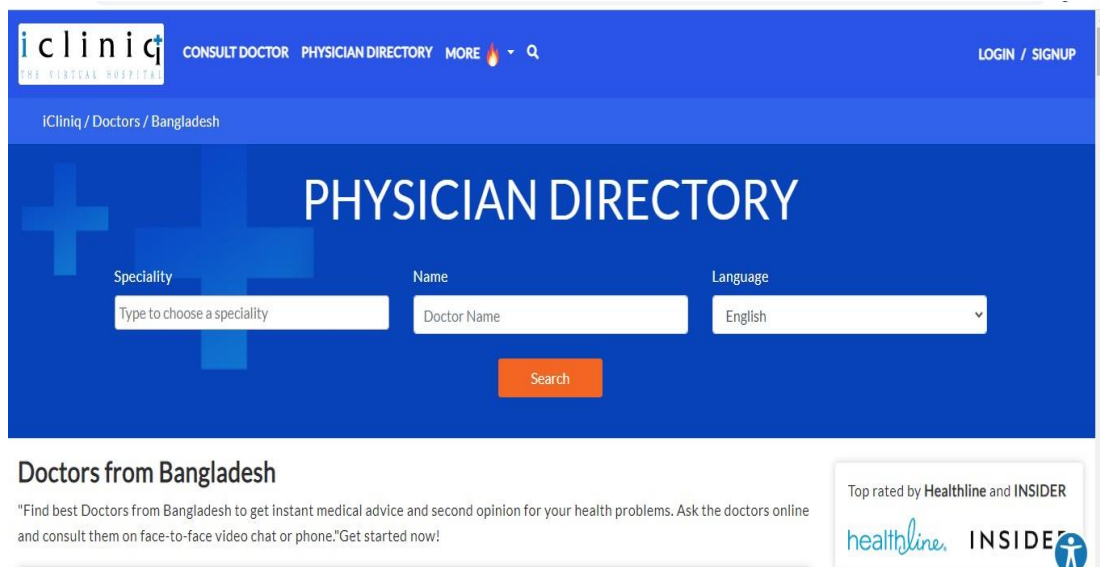 icliniq
THE VIRTUAL HOSPITAL
CONSULT DOCTOR PHYSICIAN DIRECTORY MORE
LOGIN / SIGNUP
iCliniq / Doctors / Bangladesh
PHYSICIAN DIRECTORY
Speciality Name Language
Type to choose a speciality Doctor Name English
Search
Doctors from Bangladesh
"Find best Doctors from Bangladesh to get instant medical advice and second opinion for your health problems. Ask the doctors online
and consult them on face-to-face video chat or phone."Get started now!
Top rated by Healthline and INSIDER
healthline. INSIDER